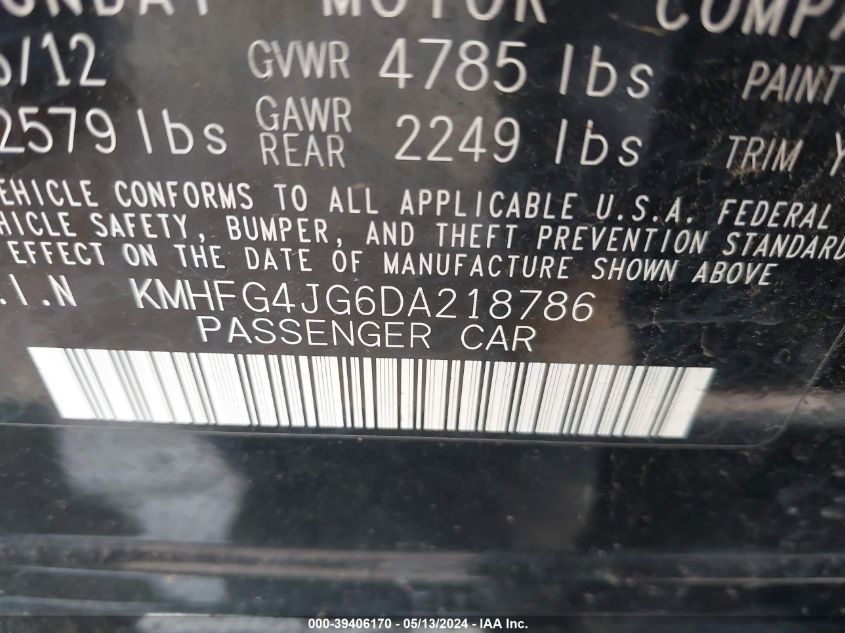 MOTOR COMPA
/12 GVWR 4785 lbs PAINT
2579 lbs GAWR REAR 2249 lbs TRIM Y
EHICLE CONFORMS TO ALL APPLICABLE U.S.A. FEDERAL
HICLE SAFETY, BUMPER, AND THEFT PREVENTION STANDARD
EFFECT ON THE DATE OF MANUFACTURE SHOWN ABOVE
.I.N KMHFG4JG6DA218786
PASSENGER CAR
000-39406170 - 05/13/2024 - IAA Inc.